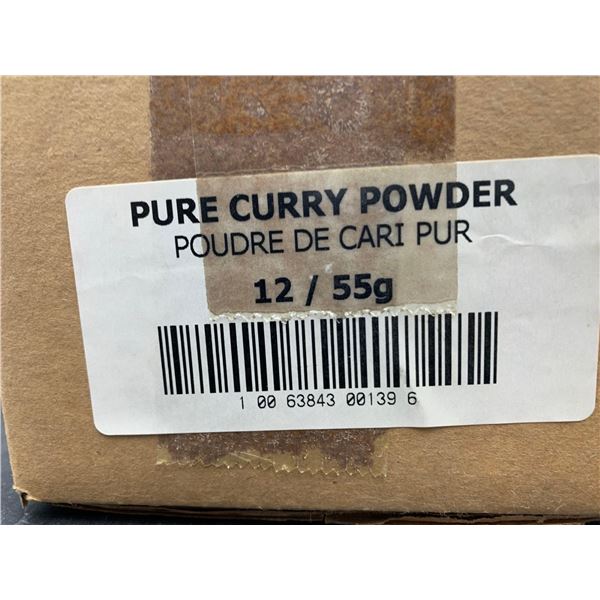 PURE CURRY POWDER
POUDRE DE CARI PUR
12 / 55g
1 00 63843 00139 6